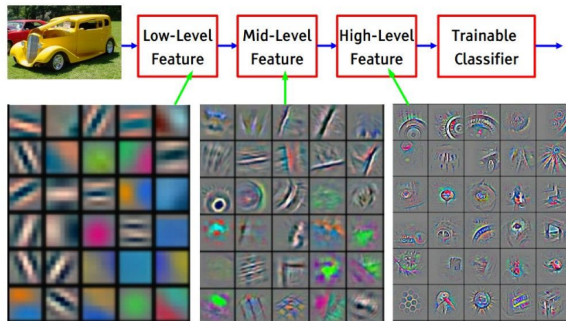 Low-Level
Feature
Mid-Level
Feature
High-Level
Feature
Trainable
Classifier